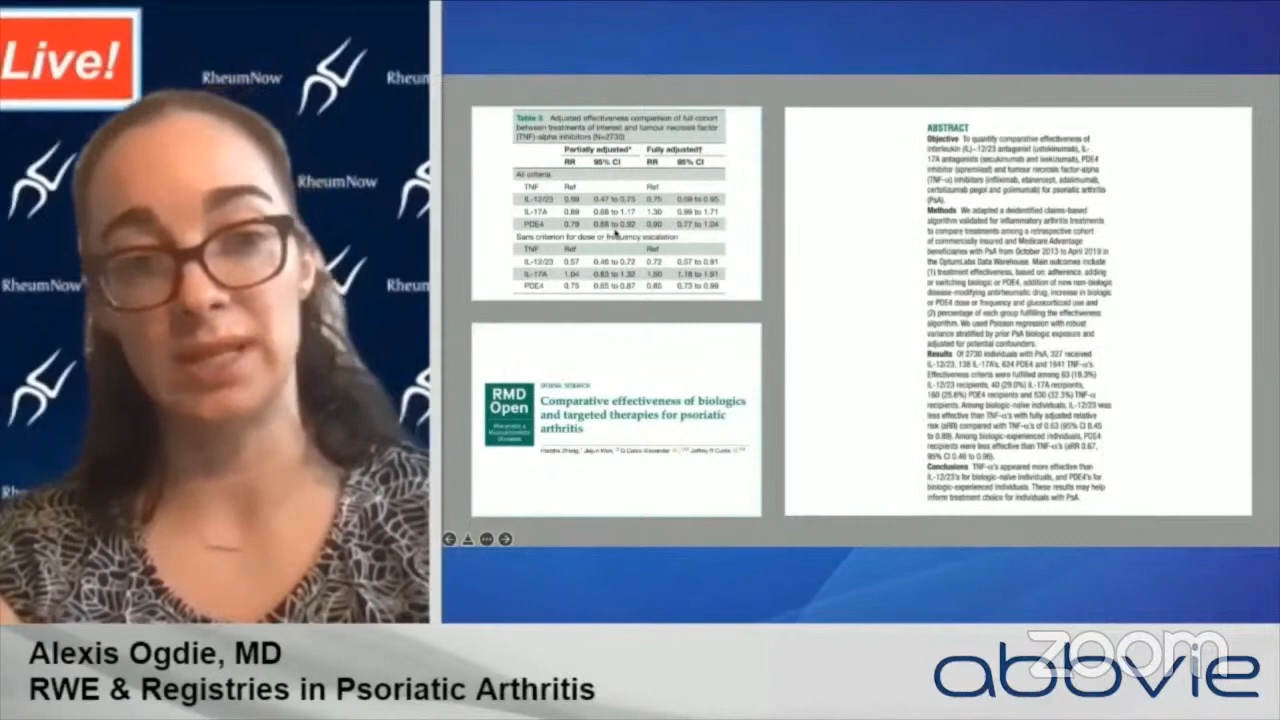 Live!
RheumNow
Rheum
RheumNow
RheumNow
Rheum
Table 3 Adjusted effectiveness comparison of full cohort
between treatments of interest and tumour necrosis factor
(TNF)-alpha inhibitors (N=2730)
Partially adjusted* Fully adjusted†
RR 95% CI RR 95% CI
All criteria
TNF Ref Ref
IL-12/23 0.59 0.47 to 0.75 0.75 0.59 to 0.95
IL-17A 0.89 0.68 to 1.17 1.30 0.99 to 1.71
PDE4 0.79 0.68 to 0.92 0.90 0.77 to 1.04
Sans criterion for dose or frequency escalation
TNF Ref Ref
IL-12/23 0.57 0.46 to 0.72 0.72 0.57 to 0.91
IL-17A 1.04 0.83 to 1.32 1.50 1.18 to 1.91
PDE4 0.75 0.65 to 0.87 0.85 0.73 to 0.99
RMD
Open
Rheumatic &
Musculoskeletal
Diseases
ORIGINAL RESEARCH
Comparative effectiveness of biologics
and targeted therapies for psoriatic
arthritis
Jeffrey R Curtis
ABSTRACT
Objective To quantify comparative effectiveness of
interleukin (IL)-12/23 antagonist (ustekinumab), IL-
17A antagonists (secukinumab and ixekizumab), PDE4
inhibitor (apremilast) and tumour necrosis factor-alpha
(TNF-α) inhibitors (infliximab, etanercept, adalimumab,
certolizumab pegol and golimumab) for psoriatic arthritis
(PsA).
Methods We adapted a deidentified claims-based
algorithm validated for inflammatory arthritis treatments
to compare treatments among a retrospective cohort
of commercially insured and Medicare Advantage
beneficiaries with PsA from October 2013 to April 2019 in
the OptumLabs Data Warehouse. Main outcomes include
(1) treatment effectiveness, based on: adherence, adding
or switching biologic or PDE4, addition of new non-biologic
disease-modifying antirheumatic drug, increase in biologic
or PDE4 dose or frequency and glucocorticoid use and
(2) percentage of each group fulfilling the effectiveness
algorithm. We used Poisson regression with robust
variance stratified by prior PsA biologic exposure and
adjusted for potential confounders.
Results Of 2730 individuals with PsA, 327 received
IL-12/23, 138 IL-17A's, 624 PDE4 and 1641 TNF-α's.
Effectiveness criteria were fulfilled among 63 (19.3%)
IL-12/23 recipients, 40 (29.0%) IL-17A recipients,
160 (25.6%) PDE4 recipients and 530 (32.3%) TNF-α
recipients. Among biologic-naive individuals, IL-12/23 was
less effective than TNF-α's with fully adjusted relative
risk (aRR) compared with TNF-α's of 0.63 (95% CI 0.45
to 0.89). Among biologic-experienced individuals, PDE4
recipients were less effective than TNF-α's (aRR 0.67,
95% CI 0.46 to 0.96).
Conclusions TNF-α's appeared more effective than
IL-12/23's for biologic-naive individuals, and PDE4's for
biologic-experienced individuals. These results may help
inform treatment choice for individuals with PsA.
Alexis Ogdie, MD
RWE & Registries in Psoriatic Arthritis
zoom
abbvie